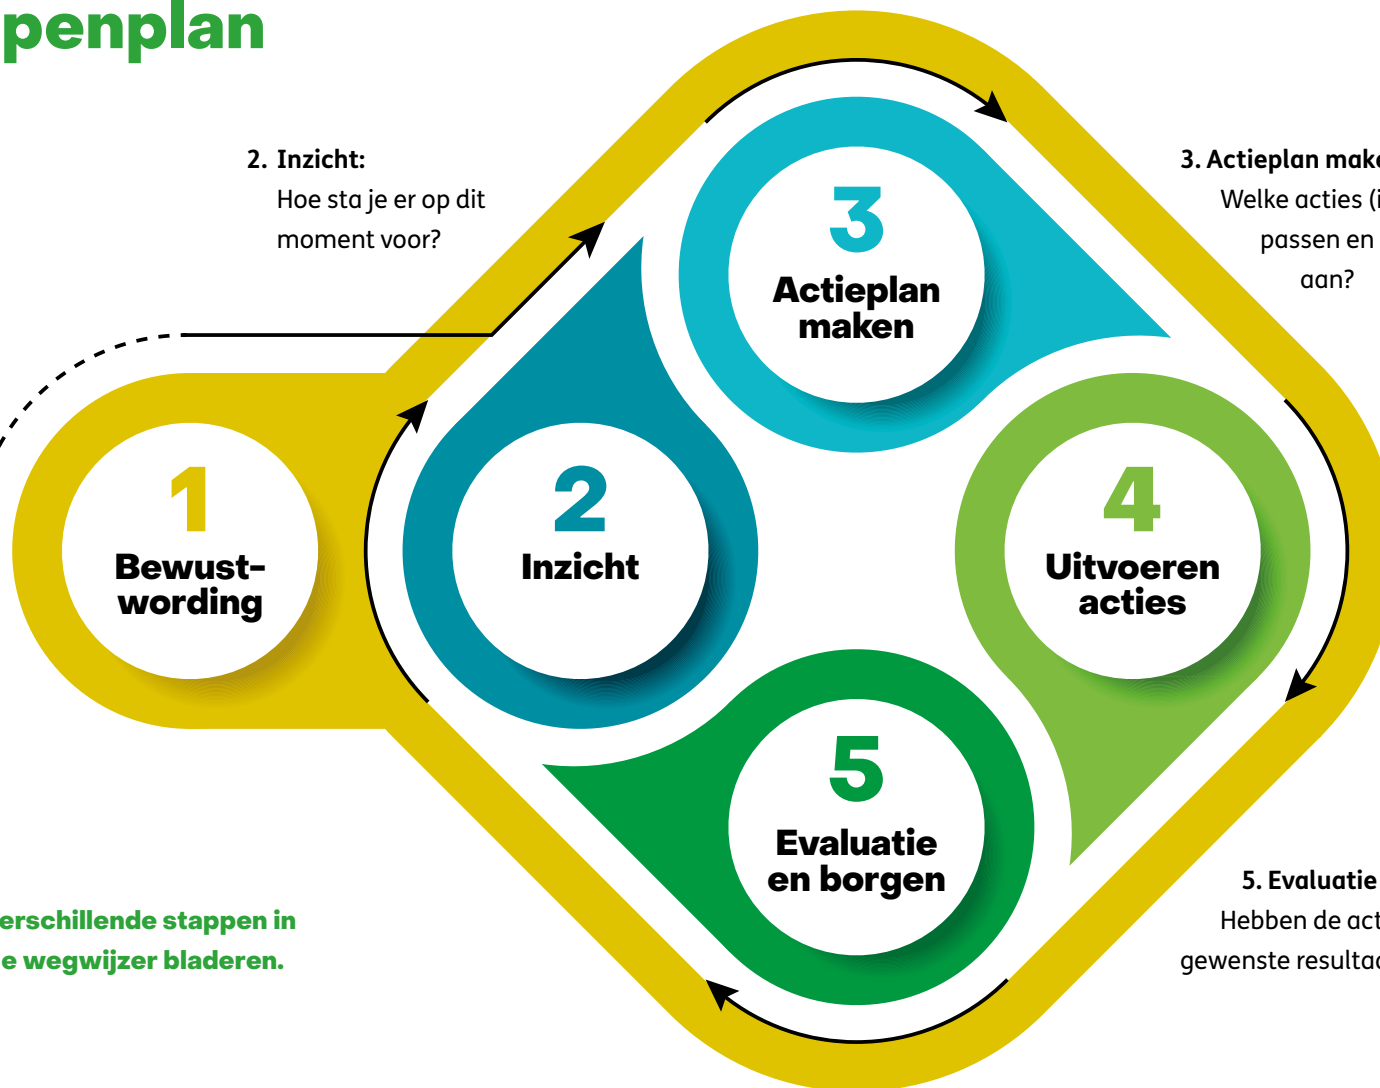 penplan
2. Inzicht:
Hoe sta je er op dit
moment voor?
3. Actieplan make
Welke acties (i
passen en
aan?
3
Actieplan
maken
1
Bewust-
wording
2
Inzicht
4
Uitvoeren
acties
5
Evaluatie
en borgen
erschillende stappen in
e wegwijzer bladeren.
5. Evaluatie
Hebben de act
gewenste resultaa